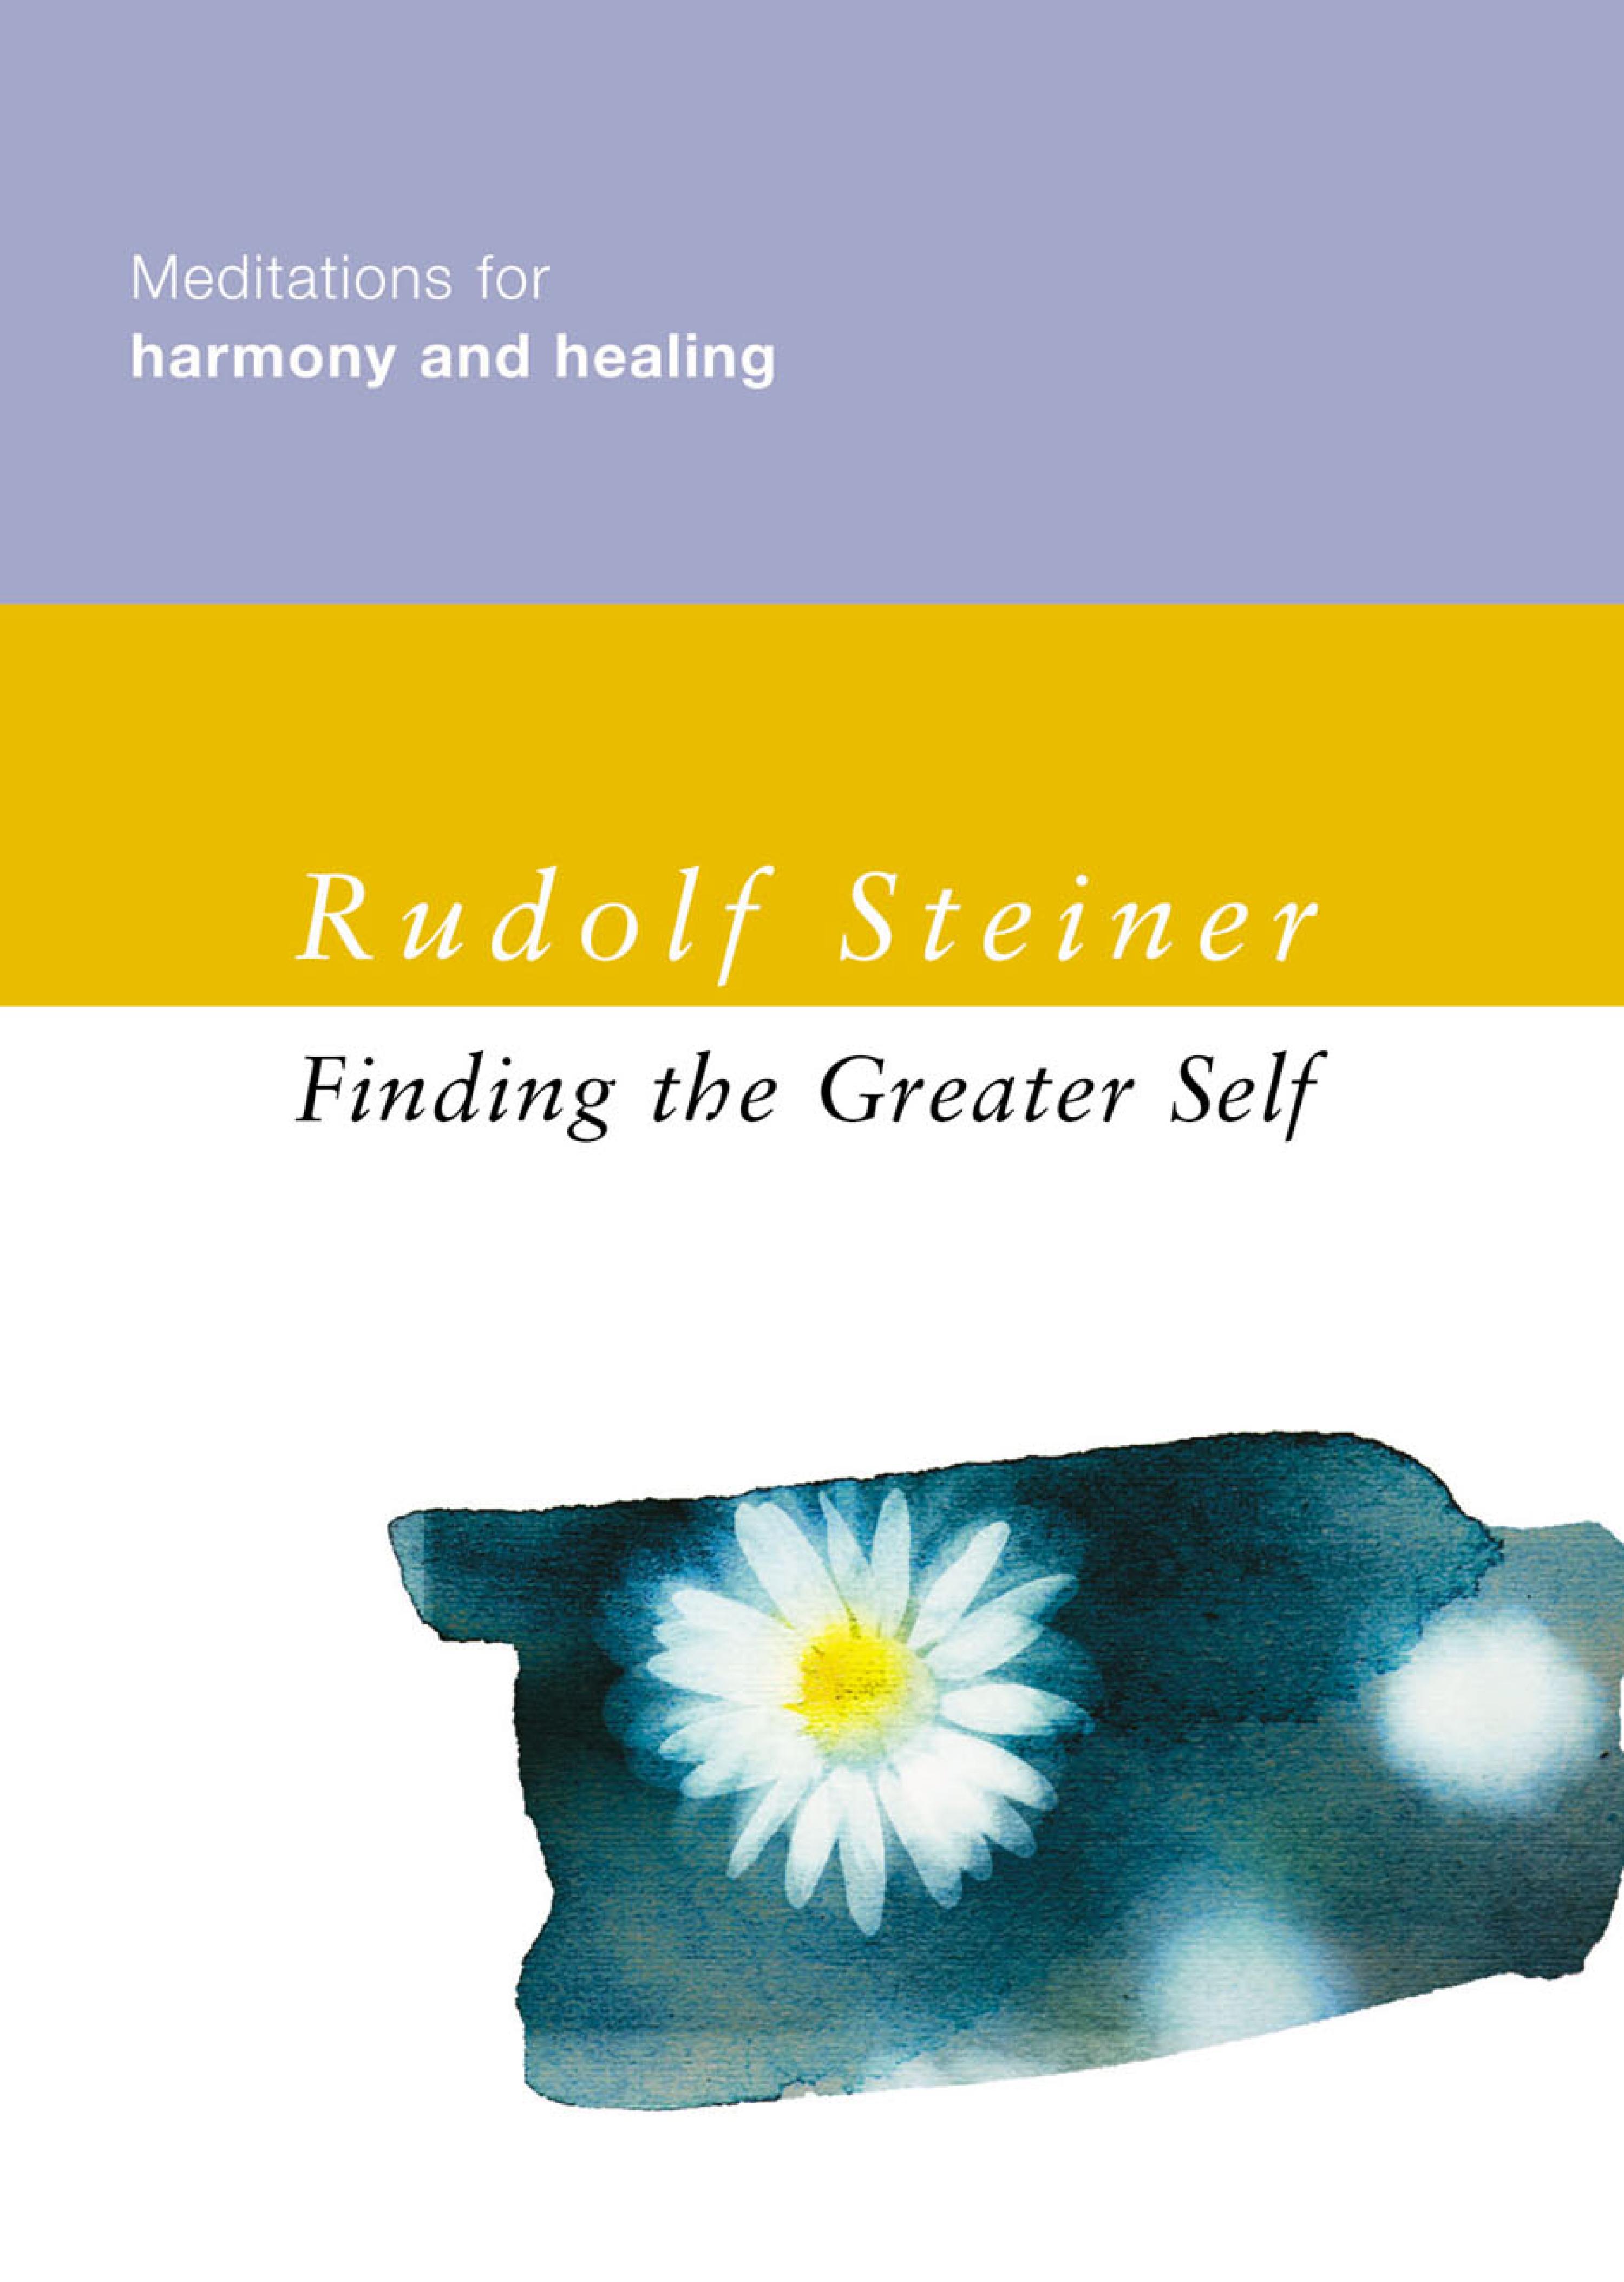 Meditations for
harmony and healing
Rudolf Steiner
Finding the Greater Self